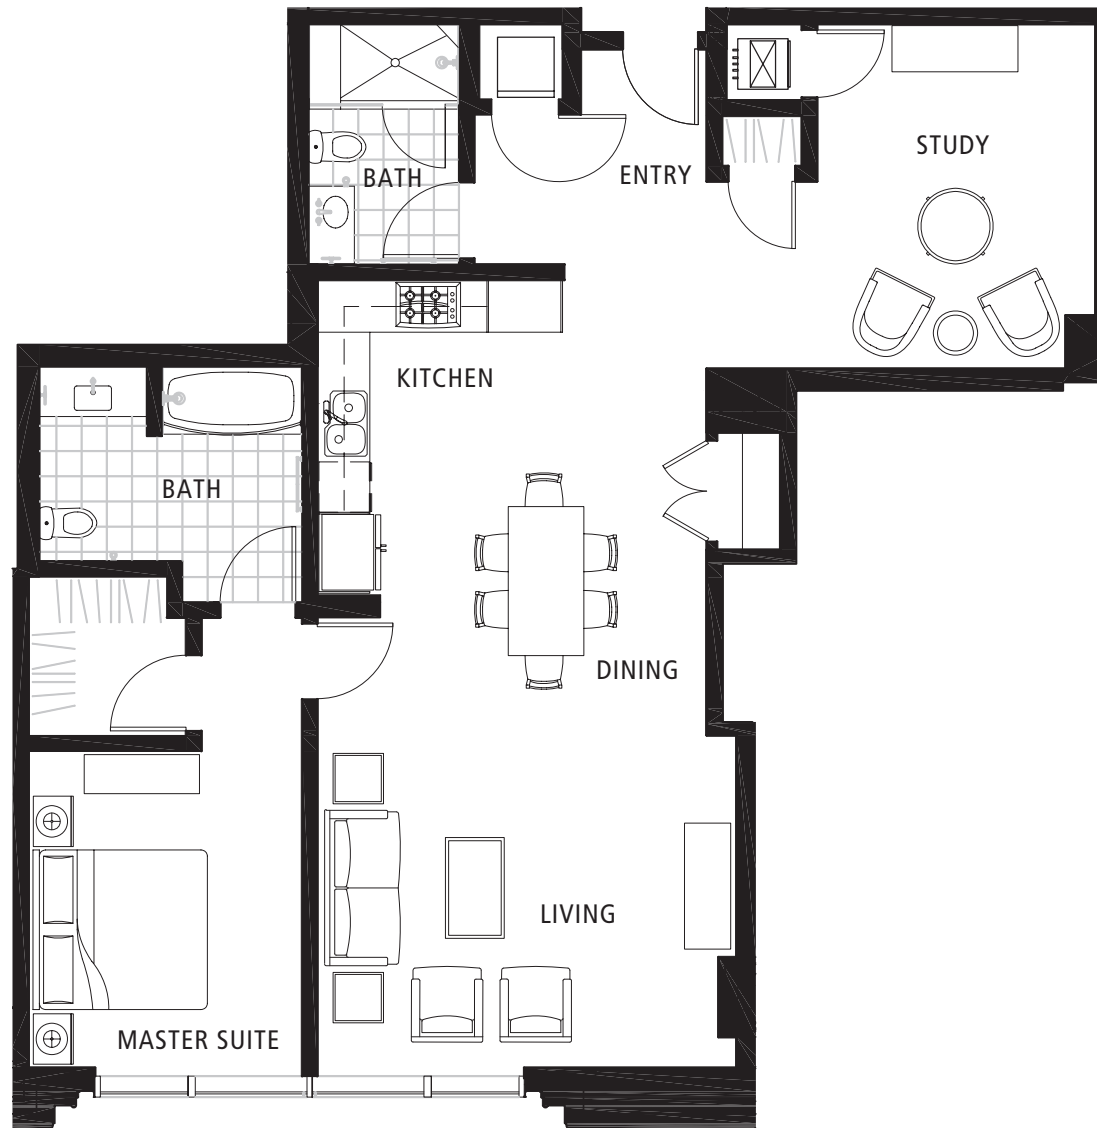 STUDY
BATH
ENTRY
KITCHEN
BATH
DINING
LIVING
MASTER SUITE